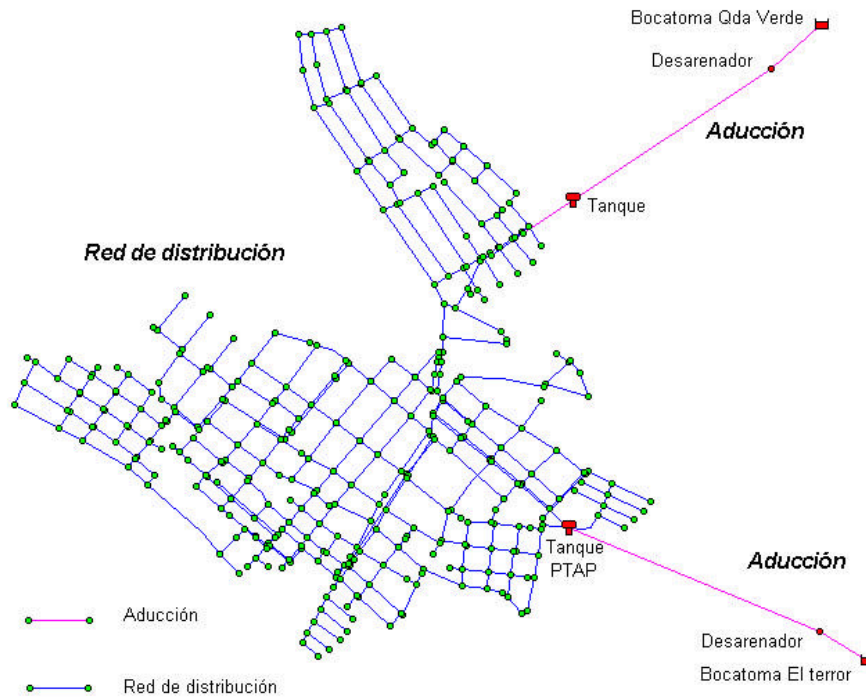 Bocatoma Qda Verde
Desarenador
Aducción
Tanque
Red de distribución
Tanque
PTAP
Aducción
Aducción
Desarenador
Bocatoma El terror
Red de distribución